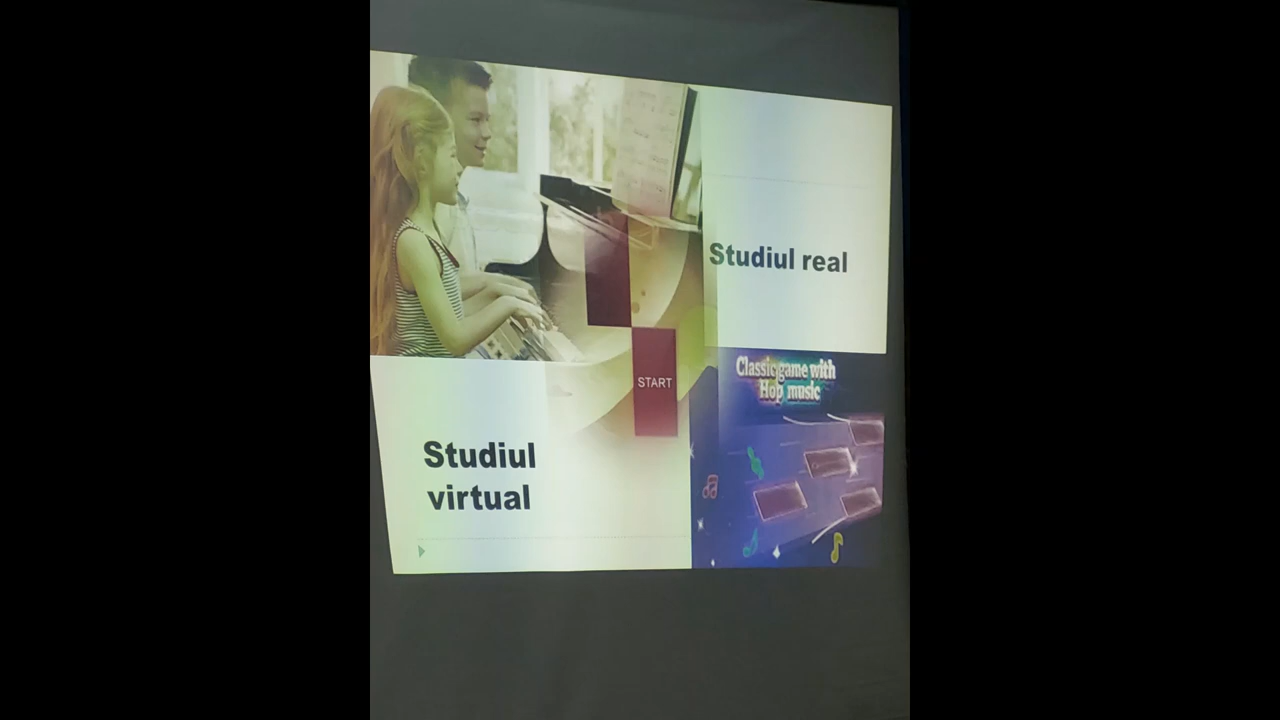 Studiul real
START
Classic game with
Hop music
Studiul
virtual